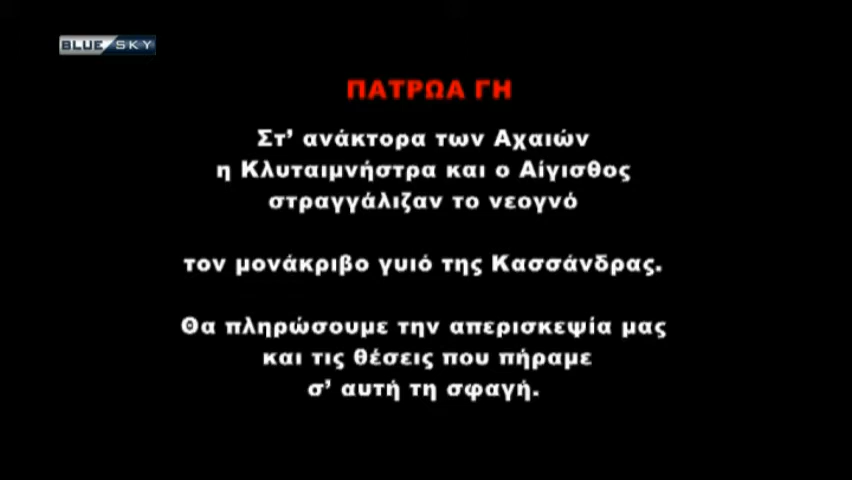 BLUE SKY
ΠΑΤΡΩΑ ΓΗ
Στ’ ανάκτορα των Αχαιών
η Κλυταιμνήστρα και ο Αίγισθος
στραγγάλιζαν το νεογνό
τον μονάκριβο γυιό της Κασσάνδρας.
Θα πληρώσουμε την απερισκεψία μας
και τις θέσεις που πήραμε
σ’ αυτή τη σφαγή.